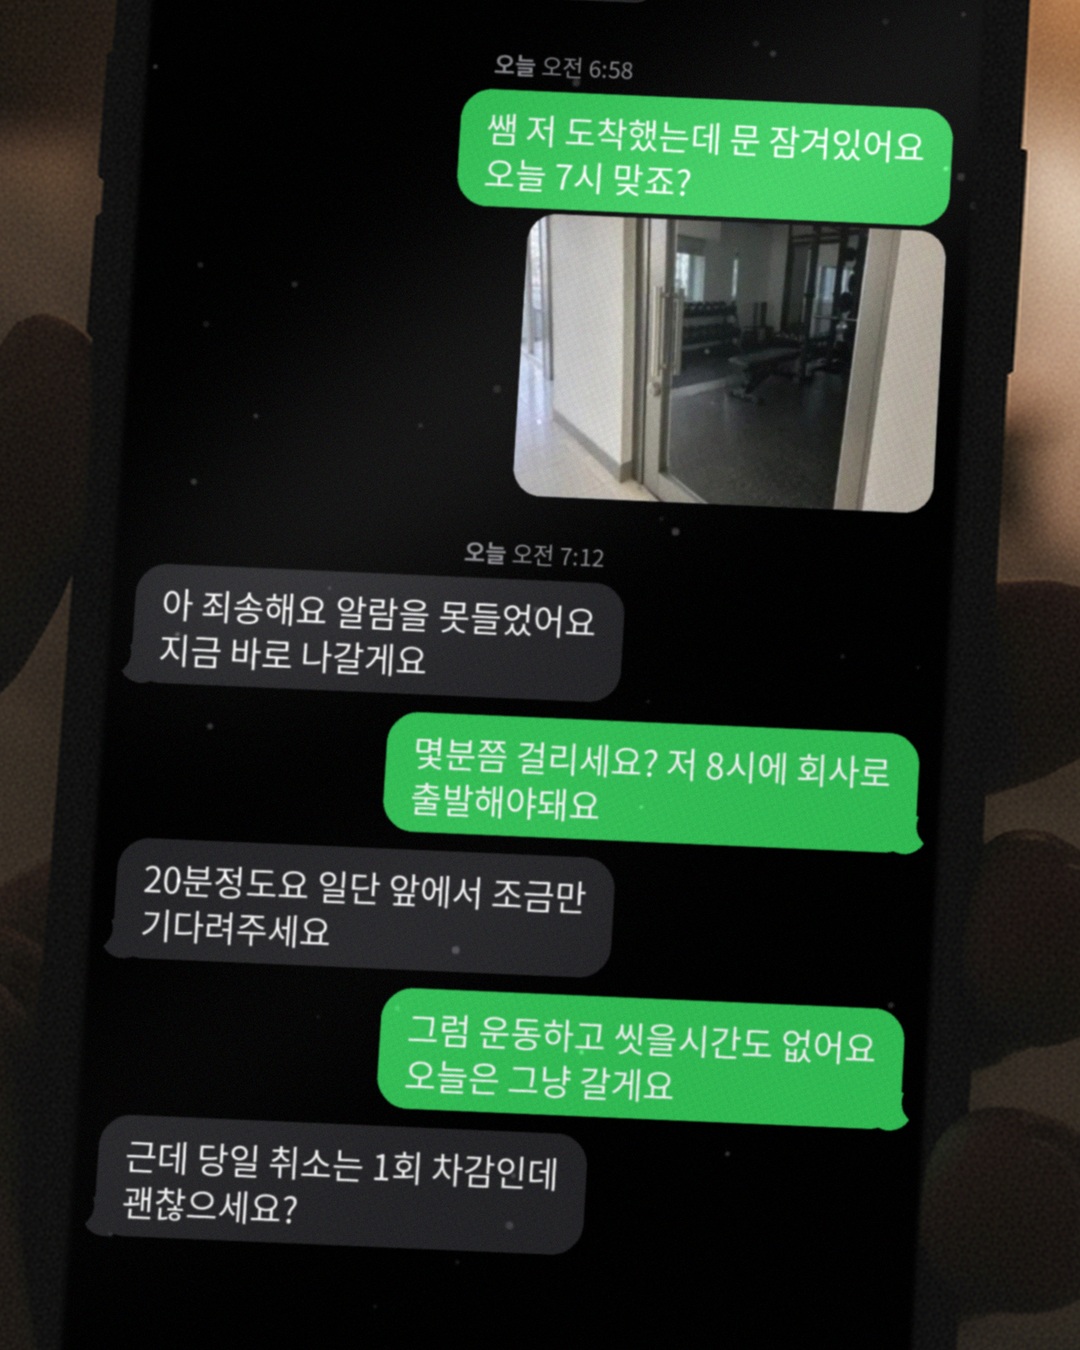 오늘 오전 6:58
쌤 저 도착했는데 문 잠겨있어요
오늘 7시 맞죠?
오늘 오전 7:12
아 죄송해요 알람을 못들었어요
지금 바로 나갈게요
몇분쯤 걸리세요? 저 8시에 회사로
출발해야돼요
20분정도요 일단 앞에서 조금만
기다려주세요
그럼 운동하고 씻을시간도 없어요
오늘은 그냥 갈게요
근데 당일 취소는 1회 차감인데
괜찮으세요?